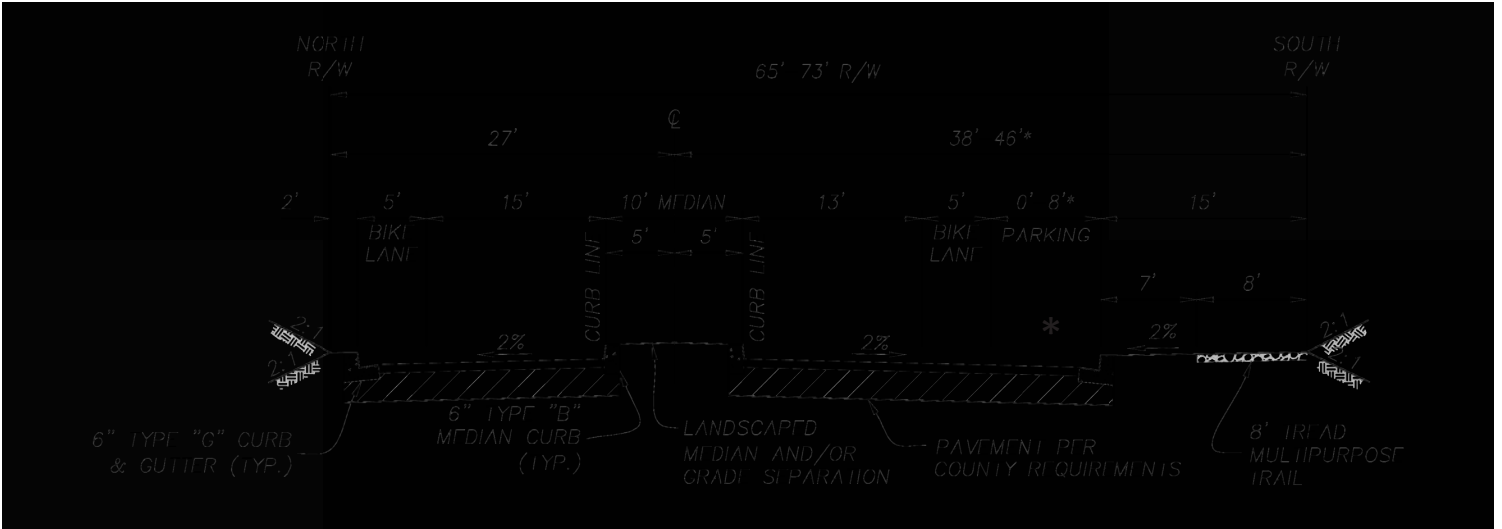 NORTH
R/W
SOUTH
R/W
65' 73' R/W
℄
27'
38' 46'*
2'
5'
15'
10' MEDIAN
13'
5'
0' 8'*
15'
BIKE
LANE
5'
5'
BIKE
LANE
PARKING
CURB LINE
CURB LINE
7'
8'
2:1
2:1
2%
2%
*
2%
2:1
6" TYPE "G" CURB
& GUTTER (TYP.)
6" TYPE "B"
MEDIAN CURB
(TYP.)
LANDSCAPED
MEDIAN AND/OR
GRADE SEPARATION
PAVEMENT PER
COUNTY REQUIREMENTS
8' TREAD
MULTIPURPOSE
TRAIL